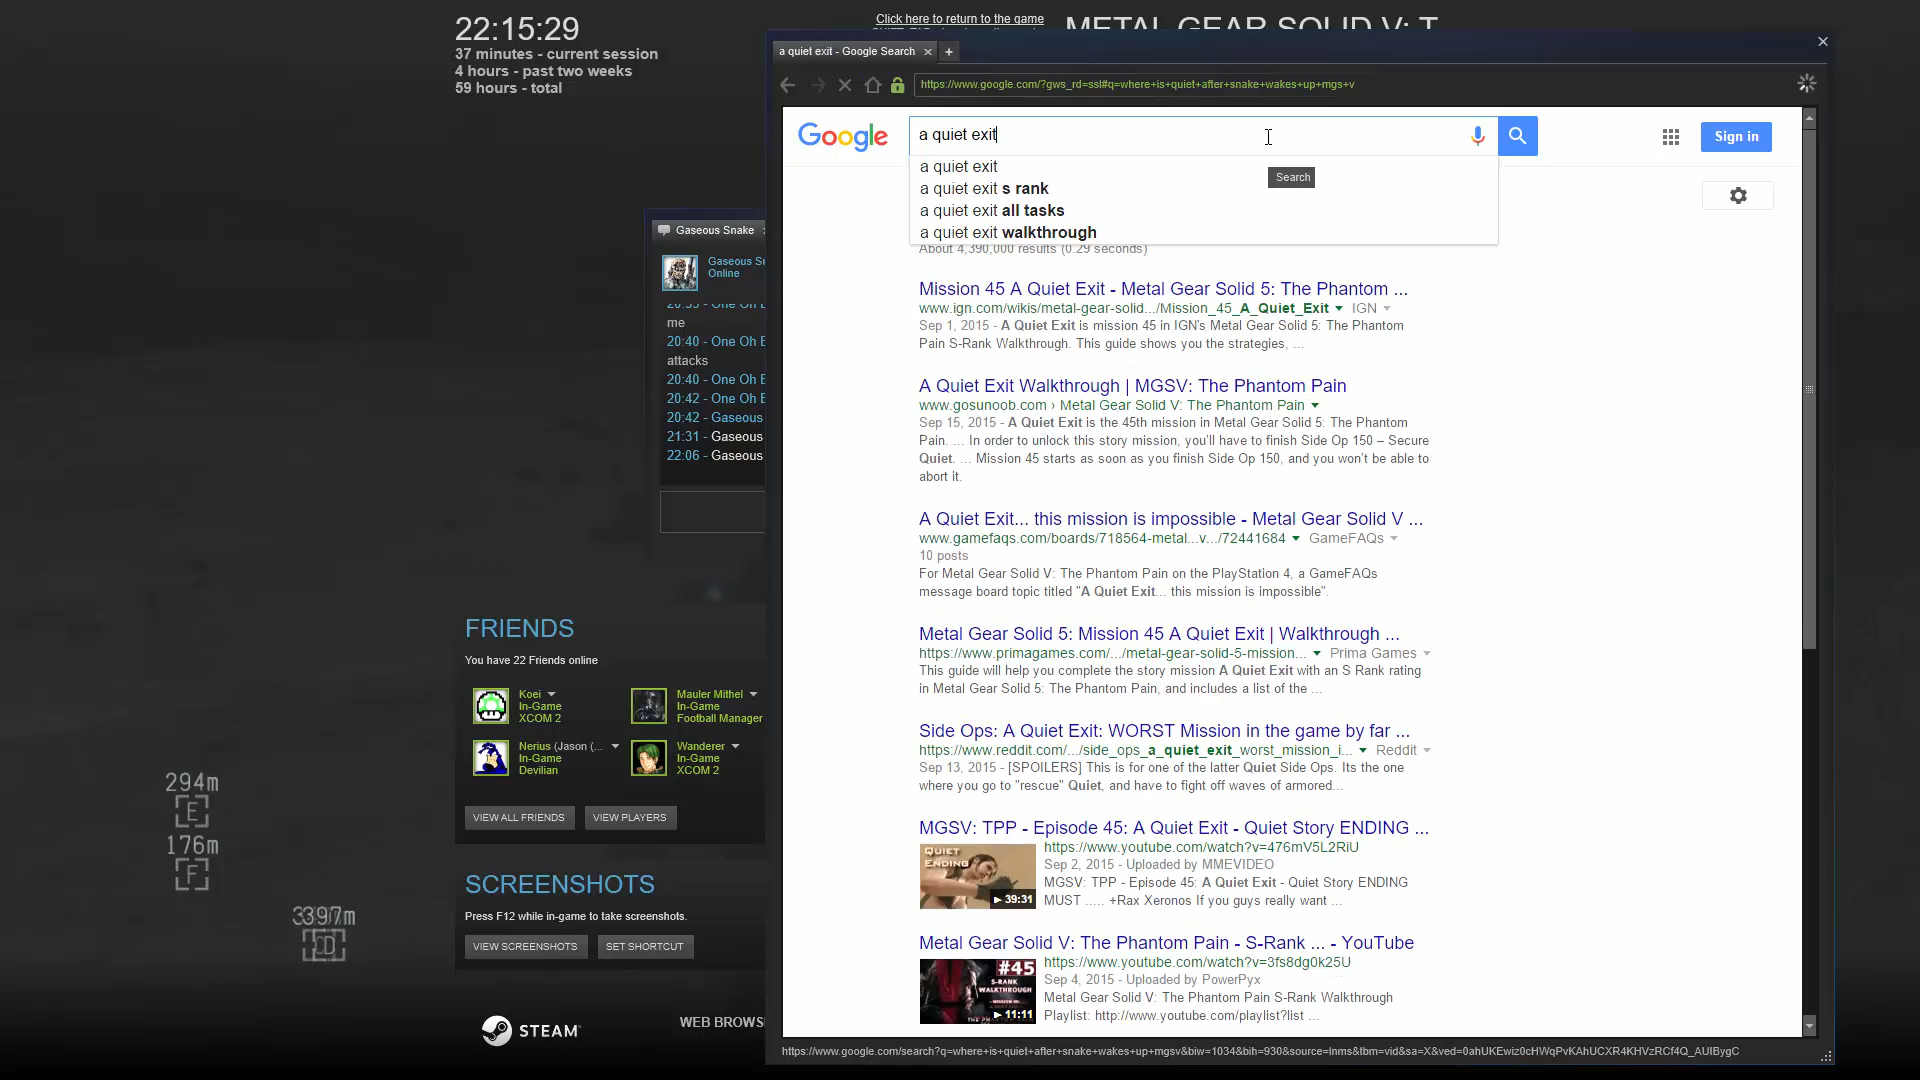 22:15:29
37 minutes - current session
4 hours - past two weeks
59 hours - total
Click here to return to the game
METAL GEAR SOLID V: T
a quiet exit - Google Search
https://www.google.com/?gws_rd=ssl#q=where+is+quiet+after+snake+wakes+up+mgs+v
Google
a quiet exit
Sign in
a quiet exit
a quiet exit s rank
a quiet exit all tasks
a quiet exit walkthrough
Search
About 4,390,000 results (0.29 seconds)
Mission 45 A Quiet Exit - Metal Gear Solid 5: The Phantom ...
www.ign.com/wikis/metal-gear-solid.../Mission_45_A_Quiet_Exit IGN
Sep 1, 2015 - A Quiet Exit is mission 45 in IGN's Metal Gear Solid 5: The Phantom
Pain S-Rank Walkthrough. This guide shows you the strategies, ...
A Quiet Exit Walkthrough | MGSV: The Phantom Pain
www.gosunoob.com › Metal Gear Solid V: The Phantom Pain
Sep 15, 2015 - A Quiet Exit is the 45th mission in Metal Gear Solid 5: The Phantom
Pain. ... In order to unlock this story mission, you'll have to finish Side Op 150 – Secure
Quiet. ... Mission 45 starts as soon as you finish Side Op 150, and you won't be able to
abort it.
A Quiet Exit... this mission is impossible - Metal Gear Solid V ...
www.gamefaqs.com/boards/718564-metal...v.../72441684 GameFAQs
10 posts
For Metal Gear Solid V: The Phantom Pain on the PlayStation 4, a GameFAQs
message board topic titled "A Quiet Exit... this mission is impossible".
Metal Gear Solid 5: Mission 45 A Quiet Exit | Walkthrough ...
https://www.primagames.com/.../metal-gear-solid-5-mission... Prima Games
This guide will help you complete the story mission A Quiet Exit with an S Rank rating
in Metal Gear Solid 5: The Phantom Pain, and includes a list of the ...
Side Ops: A Quiet Exit: WORST Mission in the game by far ...
https://www.reddit.com/.../side_ops_a_quiet_exit_worst_mission_i... Reddit
Sep 13, 2015 - [SPOILERS] This is for one of the latter Quiet Side Ops. Its the one
where you go to "rescue" Quiet, and have to fight off waves of armored...
MGSV: TPP - Episode 45: A Quiet Exit - Quiet Story ENDING ...
QUIET
ENDING
39:31
https://www.youtube.com/watch?v=476mV5L2RiU
Sep 2, 2015 - Uploaded by MMEVIDEO
MGSV: TPP - Episode 45: A Quiet Exit - Quiet Story ENDING
MUST ..... +Rax Xeronos If you guys really want ...
Metal Gear Solid V: The Phantom Pain - S-Rank ... - YouTube
#45
S-RANK
WALKTHROUGH
11:11
https://www.youtube.com/watch?v=3fs8dg0k25U
Sep 4, 2015 - Uploaded by PowerPyx
Metal Gear Solid V: The Phantom Pain S-Rank Walkthrough
Playlist: http://www.youtube.com/playlist?list ...
https://www.google.com/search?q=where+is+quiet+after+snake+wakes+up+mgsv&biw=1034&bih=930&source=lnms&tbm=vid&sa=X&ved=0ahUKEwiz0cHWqPvKAhUCXR4KHVzRCf4Q_AUIBygC
Gaseous Snake
Gaseous Sn
Online
me
20:40 - One Oh E
attacks
20:40 - One Oh E
20:42 - One Oh E
20:42 - Gaseous
21:31 - Gaseous
22:06 - Gaseous
FRIENDS
You have 22 Friends online
Koei
In-Game
XCOM 2
Mauler Mithel
In-Game
Football Manager
Nerius (Jason (...
In-Game
Devilian
Wanderer
In-Game
XCOM 2
VIEW ALL FRIENDS
VIEW PLAYERS
SCREENSHOTS
Press F12 while in-game to take screenshots.
VIEW SCREENSHOTS
SET SHORTCUT
STEAM
WEB BROWS
294m
E
176m
F
3397m